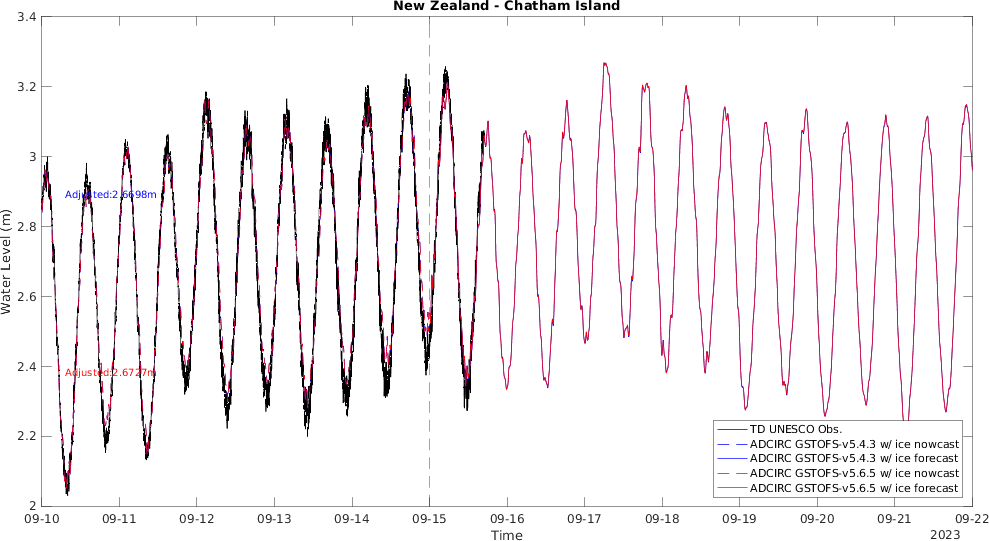 New Zealand - Chatham Island
3.4
3.2
3
2.8
2.6
2.4
2.2
2
Water Level (m)
Adjusted:2.6698m
Adjusted:2.6727m
TD UNESCO Obs.
ADCIRC GSTOFS-v5.4.3 w/ ice nowcast
ADCIRC GSTOFS-v5.4.3 w/ ice forecast
ADCIRC GSTOFS-v5.6.5 w/ ice nowcast
ADCIRC GSTOFS-v5.6.5 w/ ice forecast
09-10 09-11 09-12 09-13 09-14 09-15 09-16 09-17 09-18 09-19 09-20 09-21 09-22
Time
2023